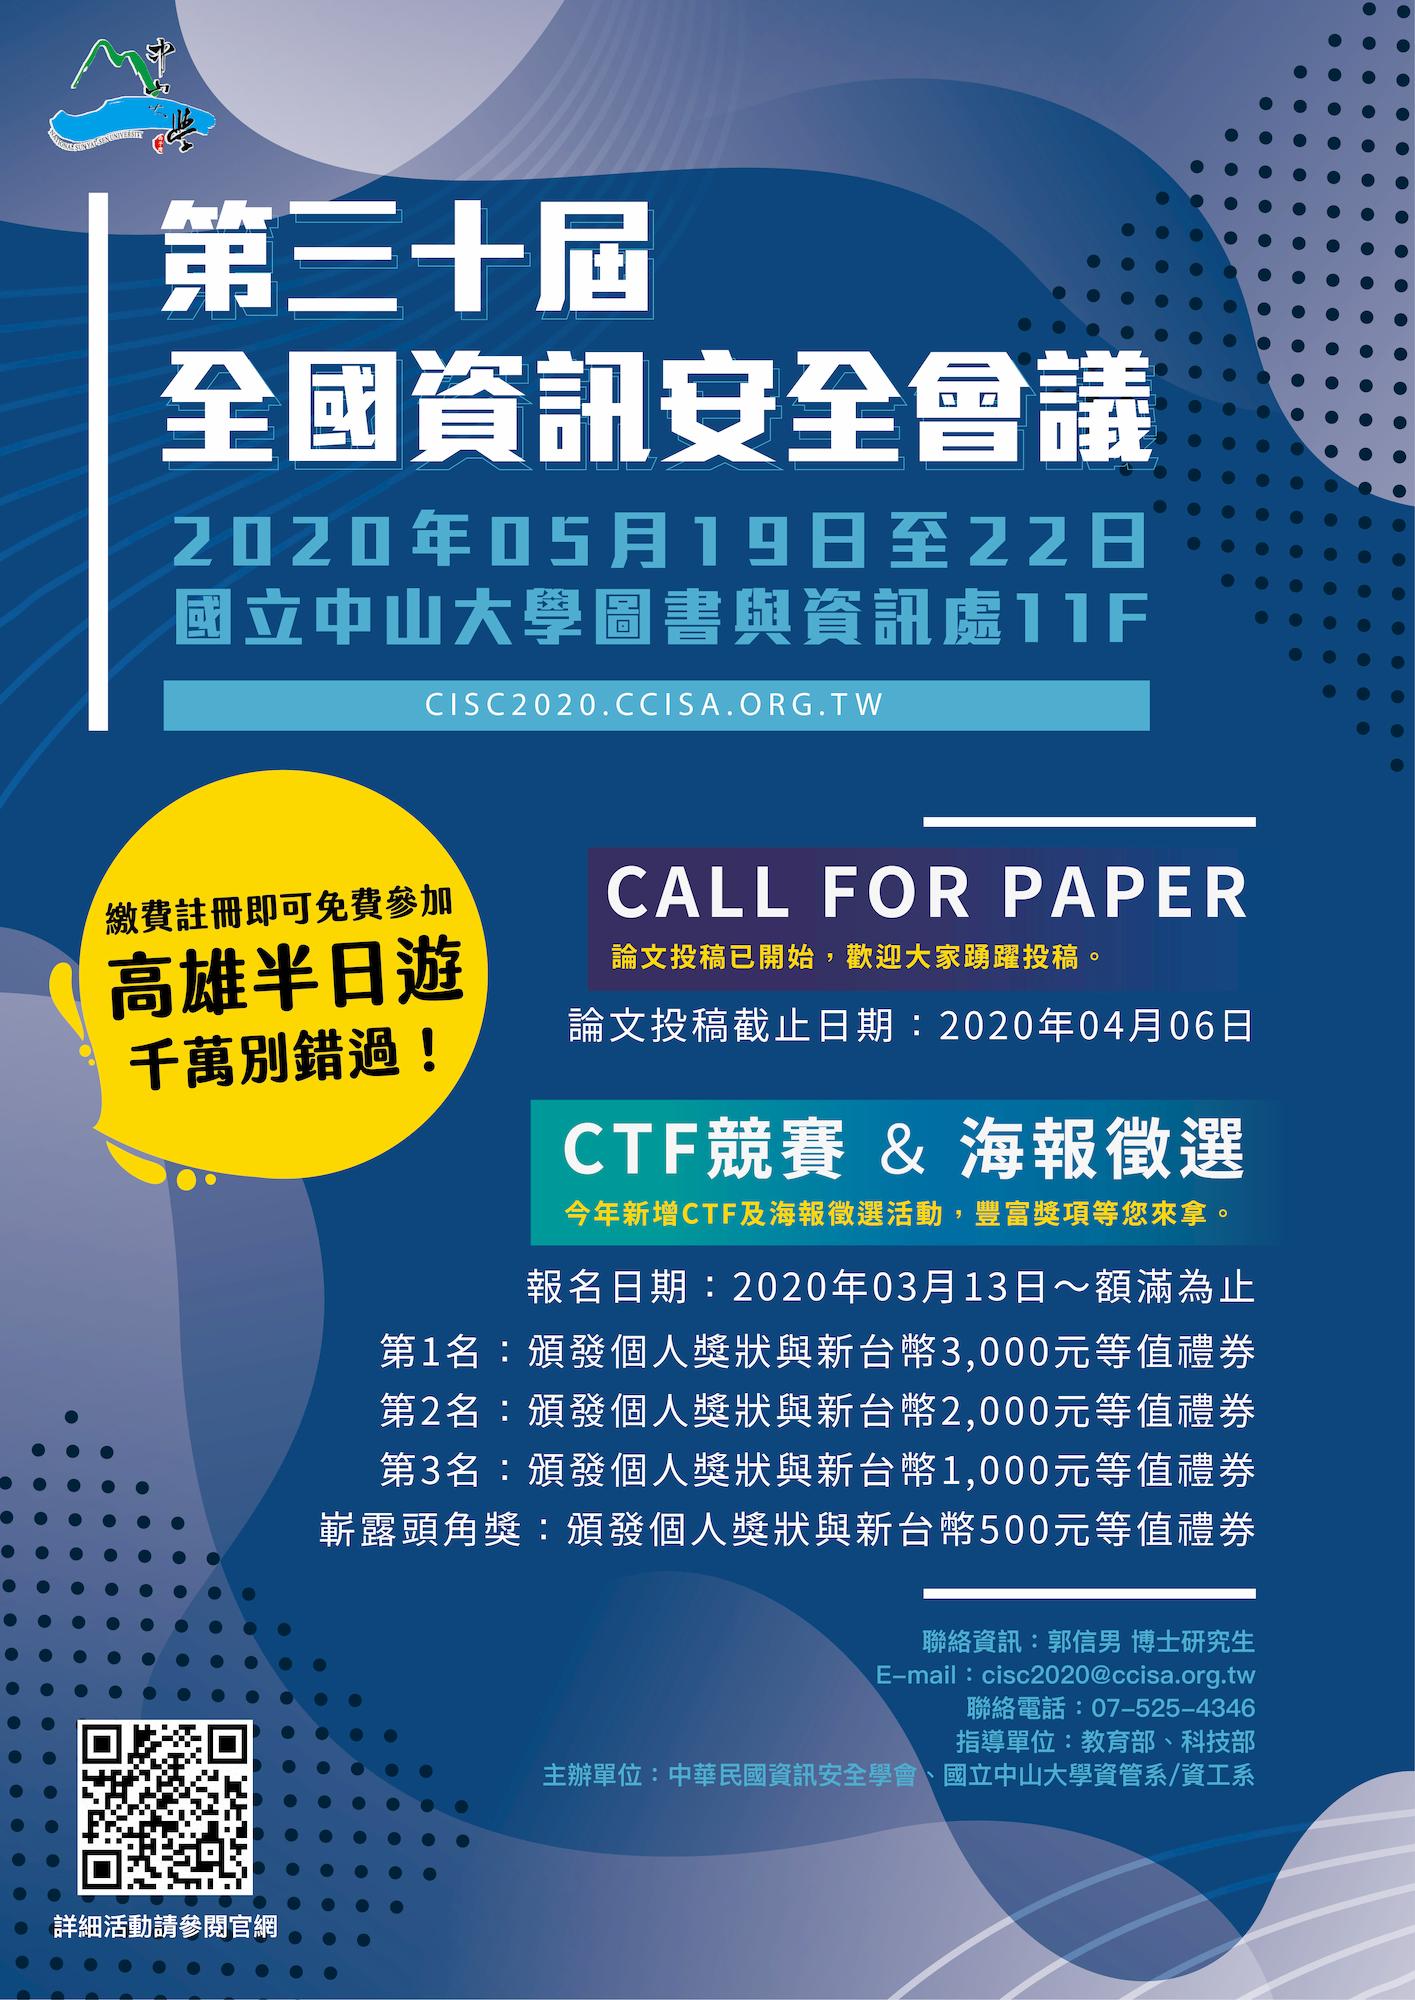 中山大學
NATIONAL SUN YAT-SEN UNIVERSITY
第三十屆
全國資訊安全會議
2020年05月19日至22日
國立中山大學圖書與資訊處11F
CISC2020.CCISA.ORG.TW
繳費註冊即可免費參加
高雄半日遊
千萬別錯過！
CALL FOR PAPER
論文投稿已開始，歡迎大家踴躍投稿。
論文投稿截止日期：2020年04月06日
CTF競賽 & 海報徵選
今年新增CTF及海報徵選活動，豐富獎項等您來拿。
報名日期：2020年03月13日～額滿為止
第1名：頒發個人獎狀與新台幣3,000元等值禮券
第2名：頒發個人獎狀與新台幣2,000元等值禮券
第3名：頒發個人獎狀與新台幣1,000元等值禮券
嶄露頭角獎：頒發個人獎狀與新台幣500元等值禮券
聯絡資訊：郭信男 博士研究生
E-mail：cisc2020@ccisa.org.tw
聯絡電話：07-525-4346
指導單位：教育部、科技部
主辦單位：中華民國資訊安全學會、國立中山大學資管系/資工系
詳細活動請參閱官網